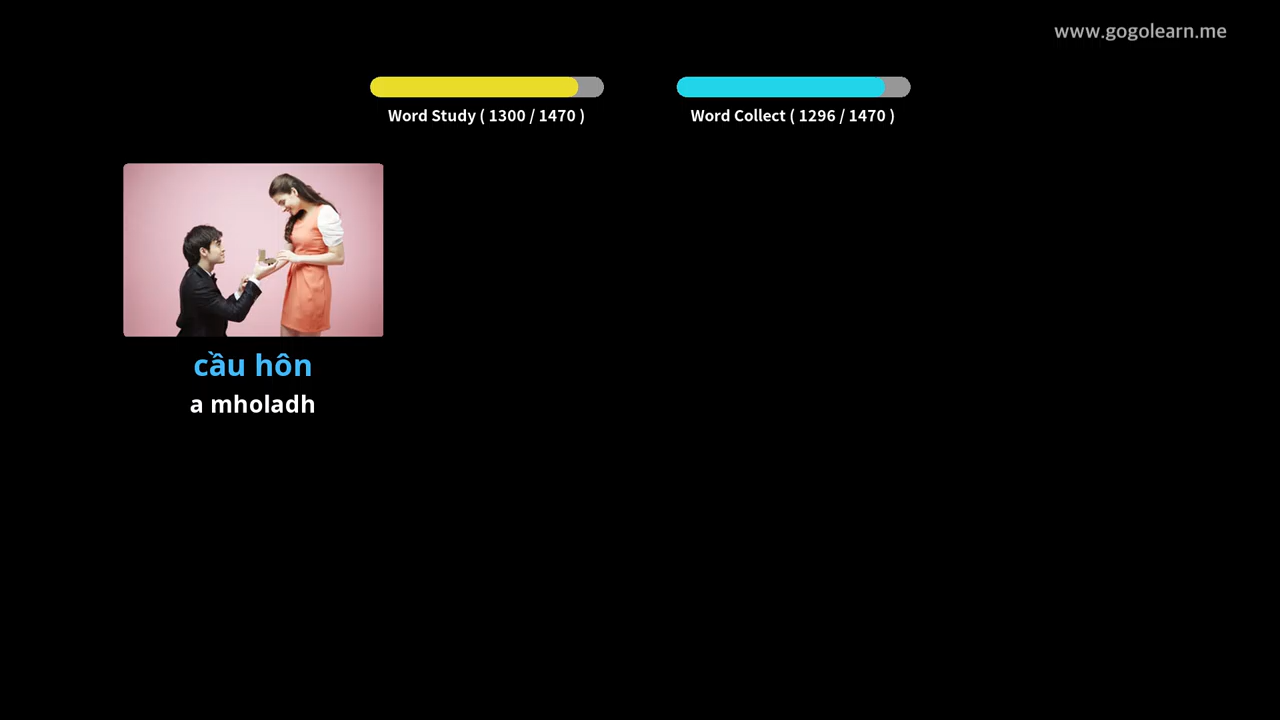 www.gogolearn.me
Word Study ( 1300 / 1470 )
Word Collect ( 1296 / 1470 )
cầu hôn
a mholadh